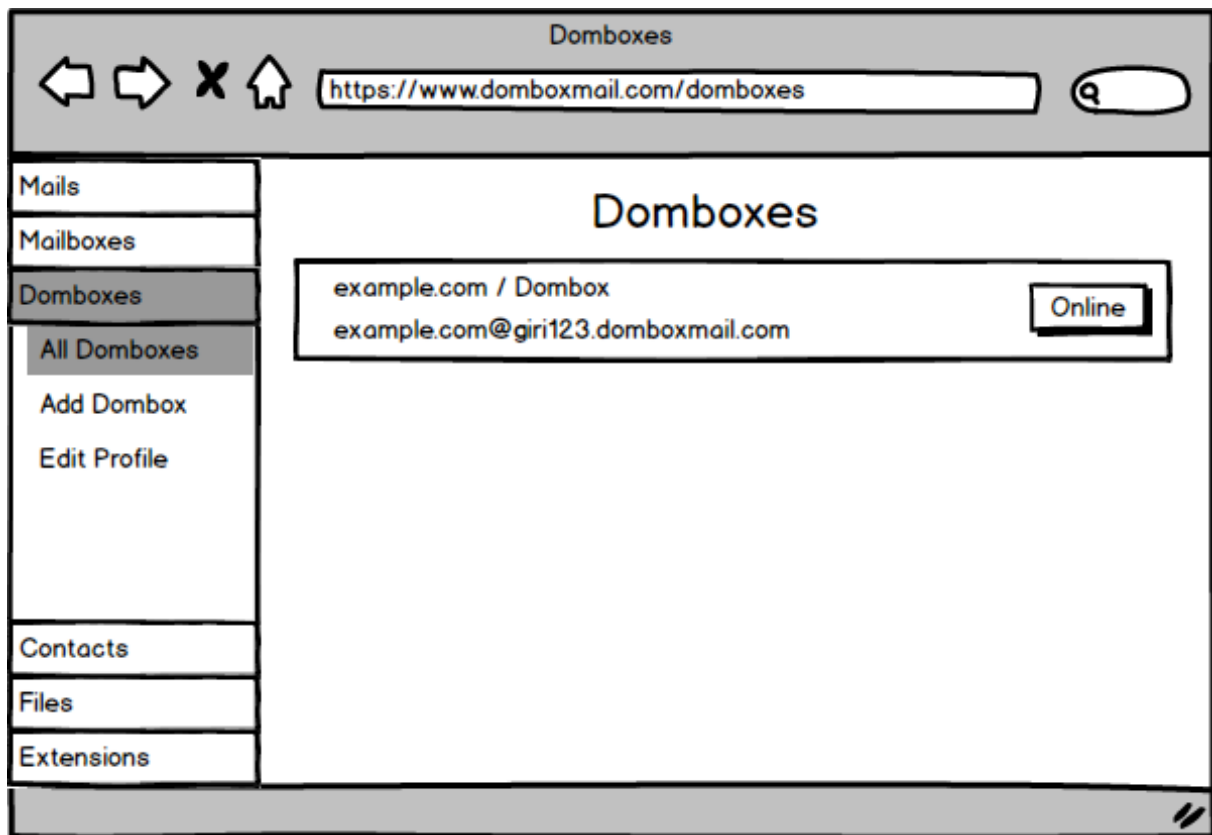 Domboxes
https://www.domboxmail.com/domboxes
Mails
Mailboxes
Domboxes
All Domboxes
Add Dombox
Edit Profile
Contacts
Files
Extensions
Domboxes
example.com / Dombox
example.com@giri123.domboxmail.com
Online